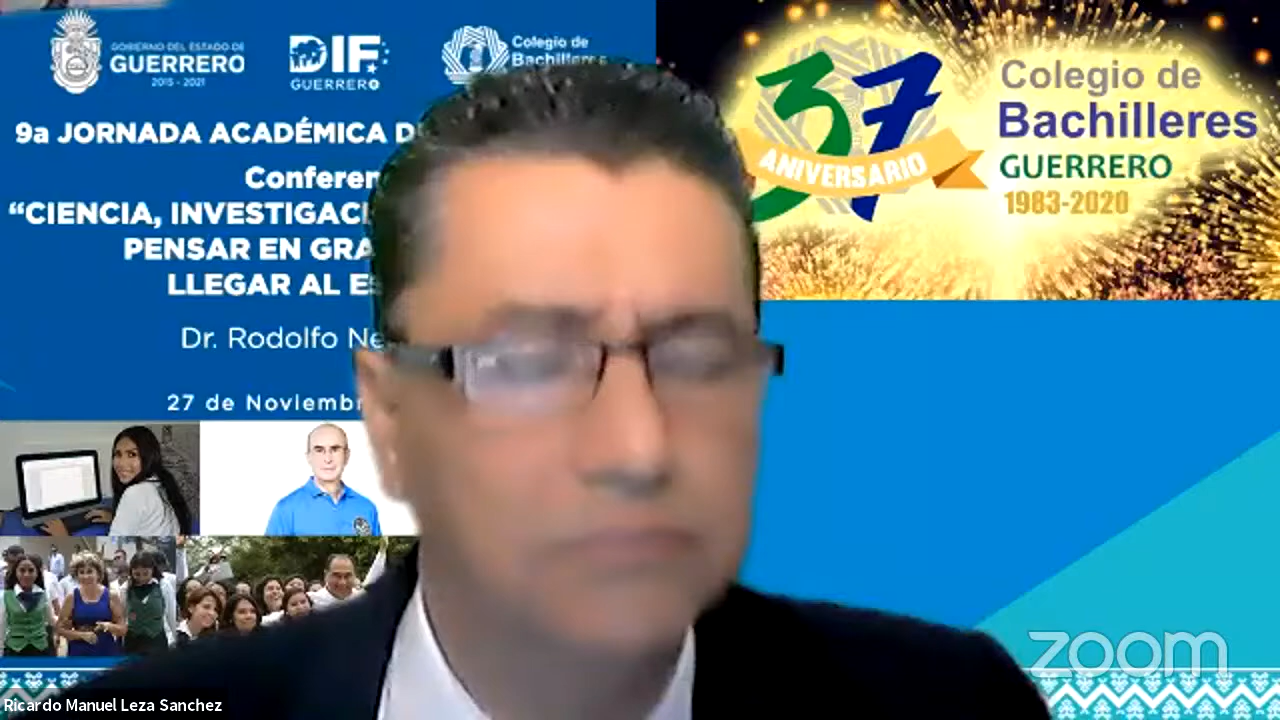 GOBIERNO DEL ESTADO DE
GUERRERO
2015 - 2021
DIF
GUERRERO
Colegio de
Bachilleres
9a JORNADA ACADÉMICA
Conferen
“CIENCIA, INVESTIGACI
PENSAR EN GRA
LLEGAR AL
Dr. Rodolfo Ne
27 de Noviembr
37
ANIVERSARIO
Colegio de
Bachilleres
GUERRERO
1983-2020
zoom
Ricardo Manuel Leza Sanchez